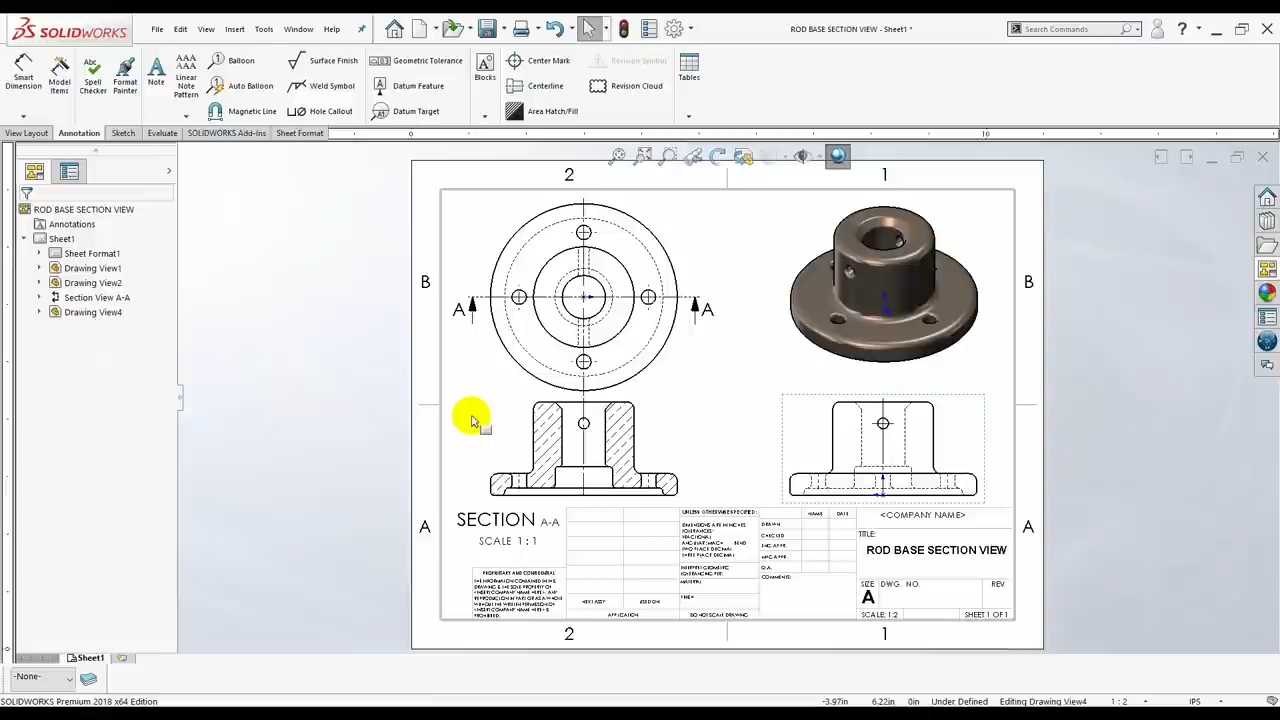 SOLIDWORKS
File Edit View Insert Tools Window Help
ROD BASE SECTION VIEW - Sheet1 *
Search Commands
Smart Dimension
Model Items
Spell Checker
Format Painter
Note
Linear Note Pattern
Balloon
Auto Balloon
Magnetic Line
Surface Finish
Weld Symbol
Hole Callout
Geometric Tolerance
Datum Feature
Datum Target
Blocks
Center Mark
Centerline
Area Hatch/Fill
Revision Symbol
Revision Cloud
Tables
View Layout Annotation Sketch Evaluate SOLIDWORKS Add-Ins Sheet Format
0 10
ROD BASE SECTION VIEW
Annotations
Sheet1
Sheet Format1
Drawing View1
Drawing View2
Section View A-A
Drawing View4
2 1
B B
A A
A A
SECTION A-A
SCALE 1 : 1
PROPRIETARY AND CONFIDENTIAL
NEXT ASSY USED ON
APPLICATION
UNLESS OTHERWISE SPECIFIED:
DO NOT SCALE DRAWING
NAME DATE
DRAWN
CHECKED
ENG APPR.
MFG APPR.
Q.A.
COMMENTS:
<COMPANY NAME>
TITLE:
ROD BASE SECTION VIEW
SIZE DWG. NO. REV
A
SCALE: 1:2 SHEET 1 OF 1
2 1
Sheet1
-None-
SOLIDWORKS Premium 2018 x64 Edition
-3.97in 6.22in 0in Under Defined Editing Drawing View4 1 : 2 IPS